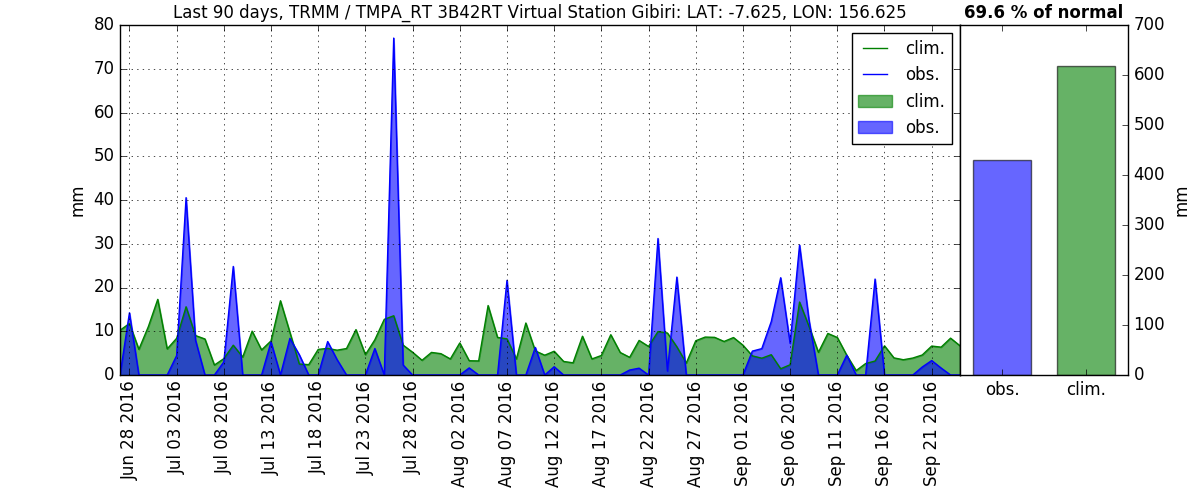 Last 90 days, TRMM / TMPA_RT 3B42RT Virtual Station Gibiri: LAT: -7.625, LON: 156.625
69.6 % of normal
80
70
60
50
40
30
20
10
0
mm
clim.
obs.
clim.
obs.
700
600
500
400
300
200
100
0
mm
Jun 28 2016
Jul 03 2016
Jul 08 2016
Jul 13 2016
Jul 18 2016
Jul 23 2016
Jul 28 2016
Aug 02 2016
Aug 07 2016
Aug 12 2016
Aug 17 2016
Aug 22 2016
Aug 27 2016
Sep 01 2016
Sep 06 2016
Sep 11 2016
Sep 16 2016
Sep 21 2016
obs.
clim.